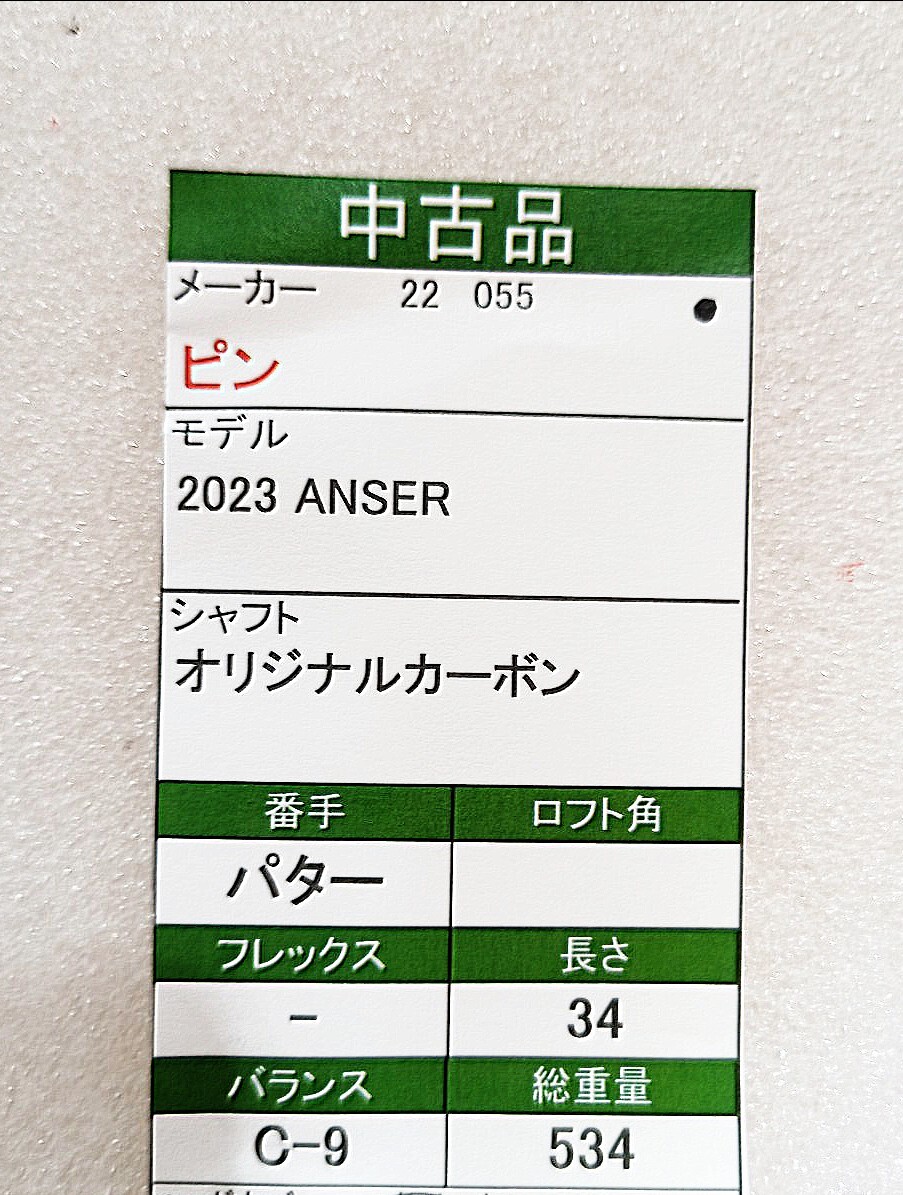 中古品
メーカー 22 055 ●
ピン
モデル
2023 ANSER
シャフト
オリジナルカーボン
番手 ロフト角
パター
フレックス 長さ
- 34
バランス 総重量
C-9 534